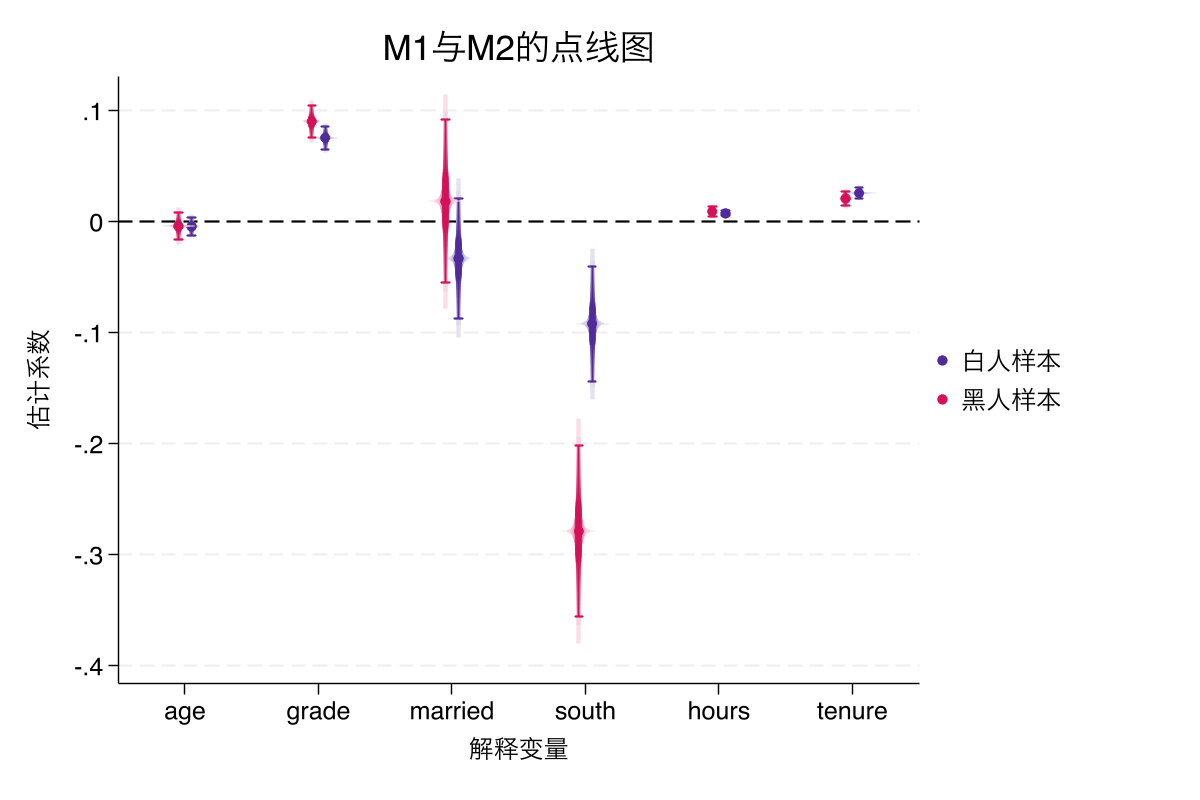 M1与M2的点线图
.1
0
-.1
-.2
-.3
-.4
估计系数
age
grade
married
south
hours
tenure
解释变量
白人样本
黑人样本